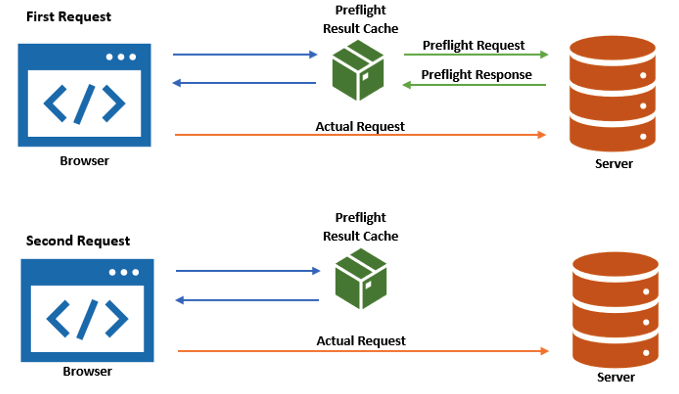 First Request
Preflight
Result Cache
Preflight Request
Preflight Response
Actual Request
Browser
Server
Second Request
Preflight
Result Cache
Actual Request
Browser
Server